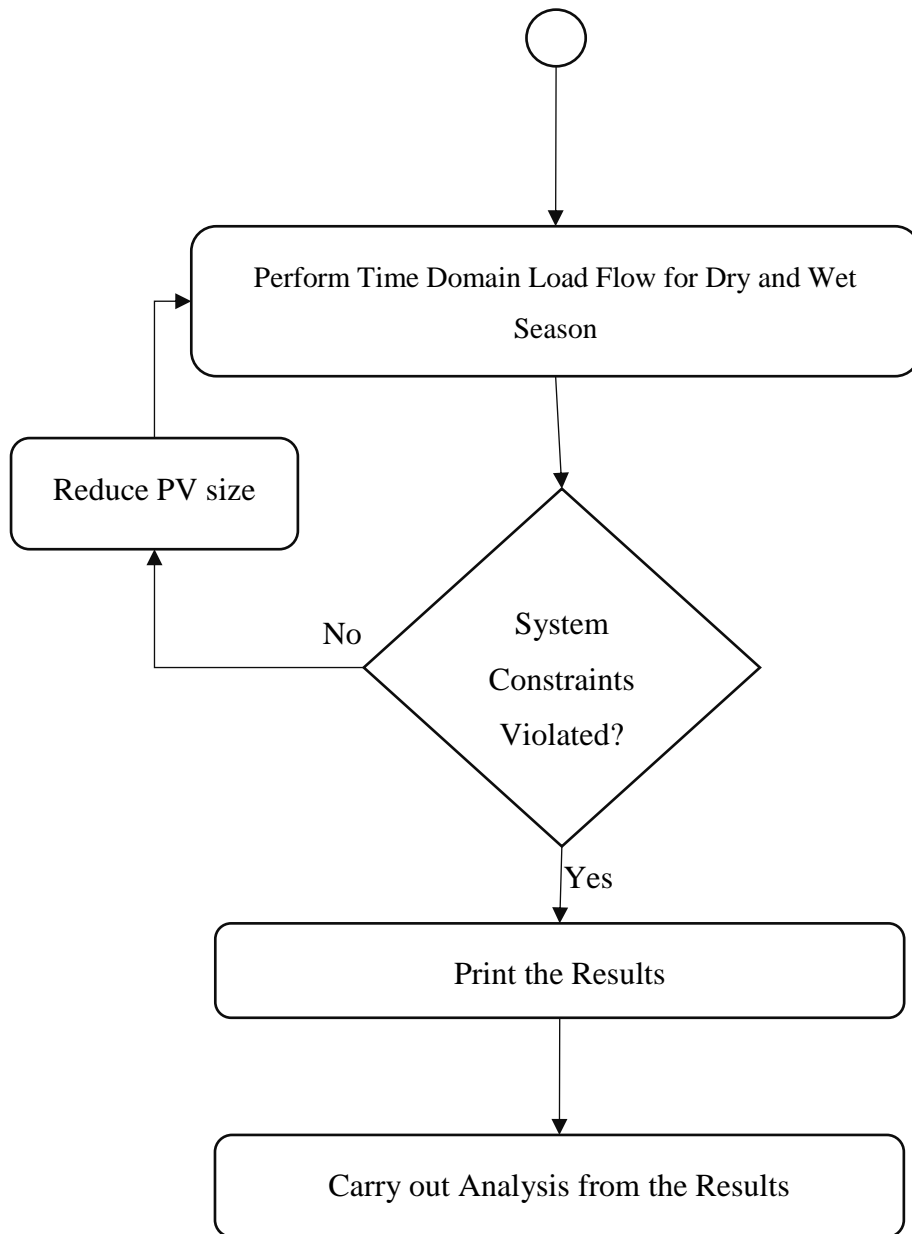 Perform Time Domain Load Flow for Dry and Wet
Season
Reduce PV size
No
System
Constraints
Violated?
Yes
Print the Results
Carry out Analysis from the Results